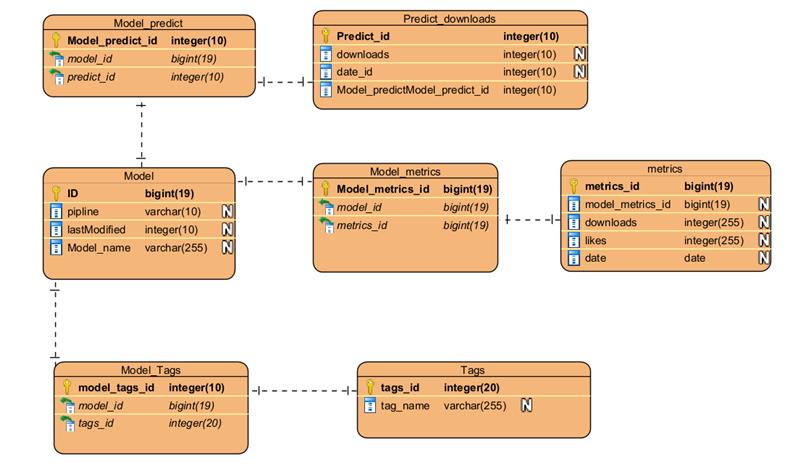 Model_predict
Model_predict_id integer(10)
model_id bigint(19)
predict_id integer(10)
Predict_downloads
Predict_id integer(10)
downloads integer(10) N
date_id integer(10) N
Model_predictModel_predict_id integer(10)
Model
ID bigint(19)
pipline varchar(10) N
lastModified integer(10) N
Model_name varchar(255) N
Model_metrics
Model_metrics_id bigint(19)
model_id bigint(19)
metrics_id bigint(19)
metrics
metrics_id bigint(19)
model_metrics_id bigint(19) N
downloads integer(255) N
likes integer(255) N
date date N
Model_Tags
model_tags_id integer(10)
model_id bigint(19)
tags_id integer(20)
Tags
tags_id integer(20)
tag_name varchar(255) N